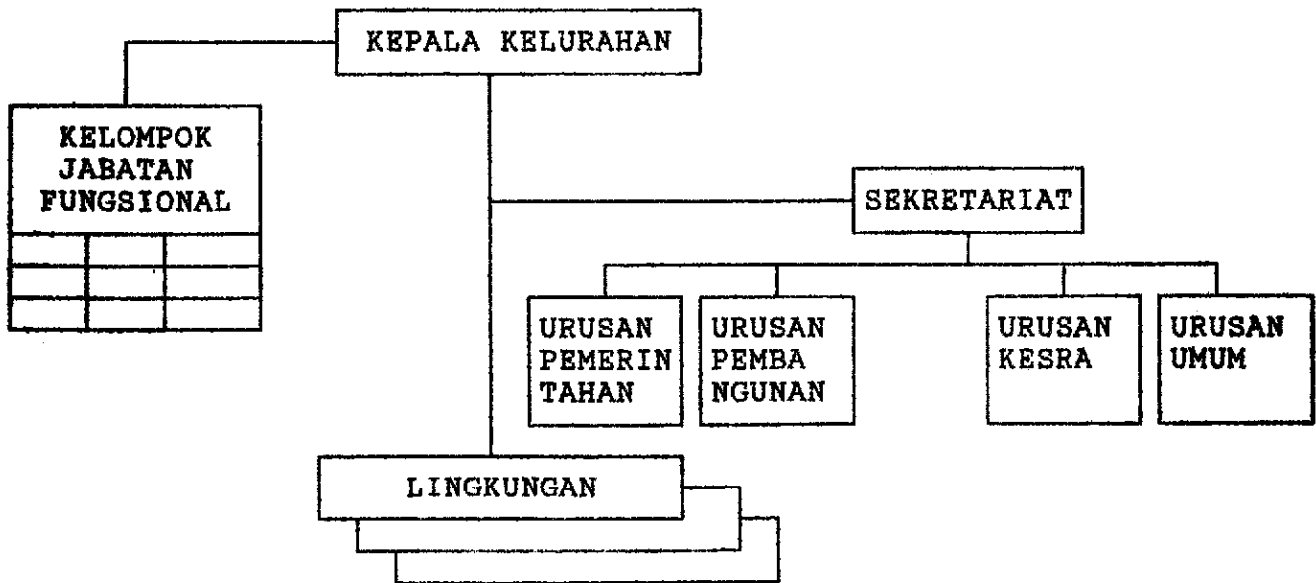 KEPALA KELURAHAN
KELOMPOK
JABATAN
FUNGSIONAL
SEKRETARIAT
URUSAN
PEMERIN
TAHAN
URUSAN
PEMBA
NGUNAN
URUSAN
KESRA
URUSAN
UMUM
LINGKUNGAN